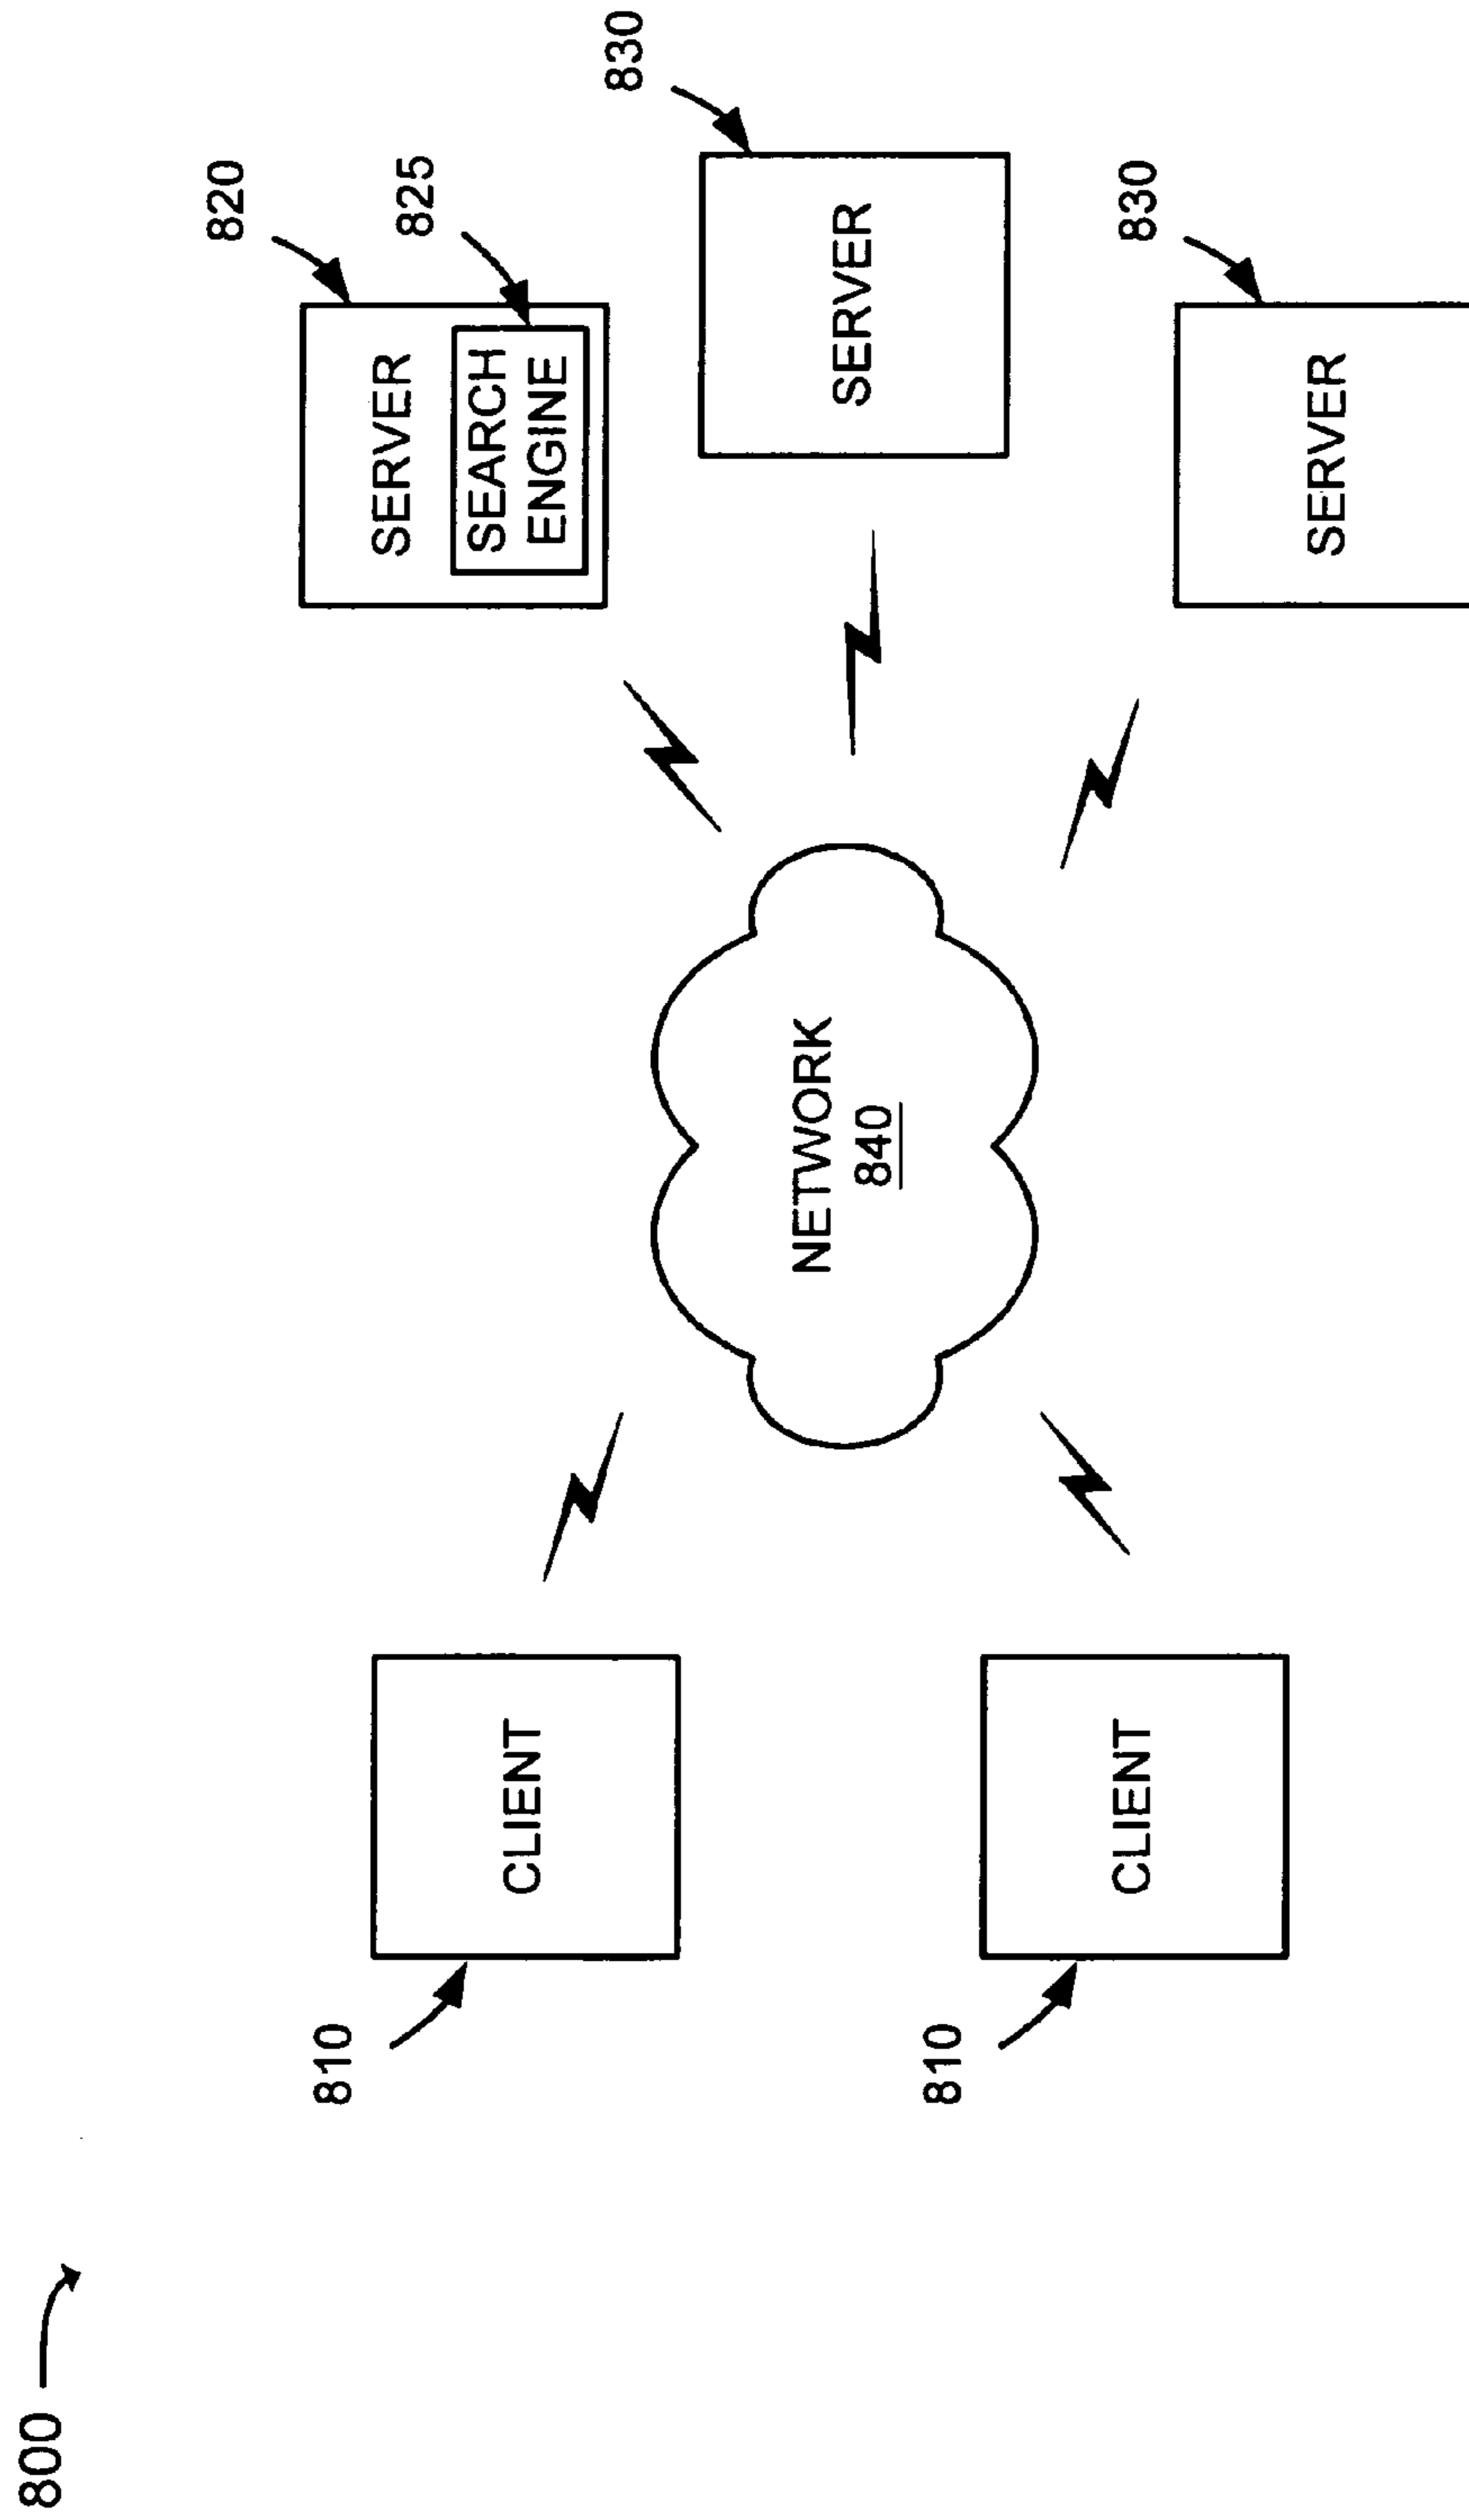 800
820
825
SERVER
SEARCH
ENGINE
810
CLIENT
830
SERVER
NETWORK
840
830
SERVER
810
CLIENT